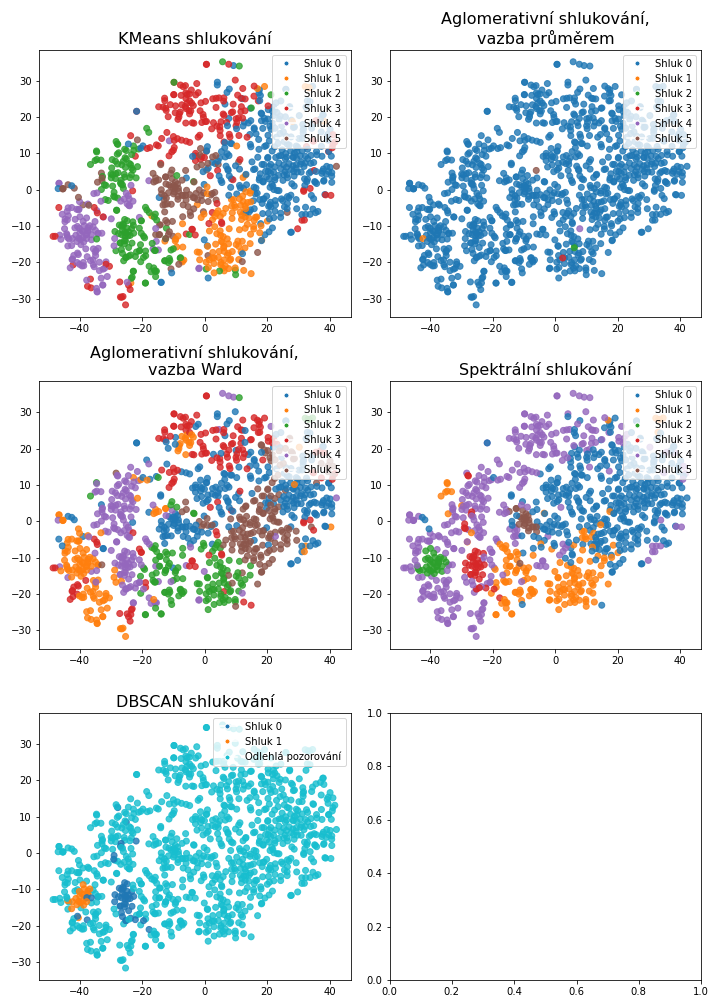 KMeans shlukování
Shluk 0
Shluk 1
Shluk 2
Shluk 3
Shluk 4
Shluk 5
30
20
10
0
−10
−20
−30
−40
−20
0
20
40
Aglomerativní shlukování,
vazba průměrem
Shluk 0
Shluk 1
Shluk 2
Shluk 3
Shluk 4
Shluk 5
30
20
10
0
−10
−20
−30
−40
−20
0
20
40
Aglomerativní shlukování,
vazba Ward
Shluk 0
Shluk 1
Shluk 2
Shluk 3
Shluk 4
Shluk 5
30
20
10
0
−10
−20
−30
−40
−20
0
20
40
Spektrální shlukování
Shluk 0
Shluk 1
Shluk 2
Shluk 3
Shluk 4
Shluk 5
30
20
10
0
−10
−20
−30
−40
−20
0
20
40
DBSCAN shlukování
Shluk 0
Shluk 1
Odlehlá pozorování
30
20
10
0
−10
−20
−30
−40
−20
0
20
40
1.0
0.8
0.6
0.4
0.2
0.0
0.0
0.2
0.4
0.6
0.8
1.0